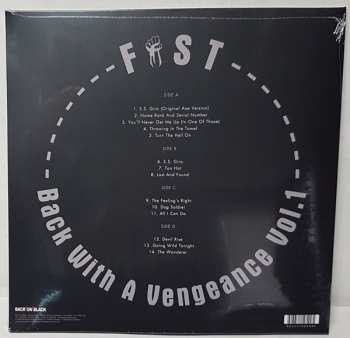 FIST
SIDE A
1. S.S. Giro (Original Axe Version)
2. Name Rank And Serial Number
3. You'll Never Get Me Up (In One Of Those)
4. Throwing In The Towel
5. Turn The Hell On
SIDE B
6. S.S. Giro
7. Too Hot
8. Lost And Found
SIDE C
9. The Feeling's Right
10. Dog Soldier
11. All I Can Do
SIDE D
12. Devil Rise
13. Going Wild Tonight
14. The Wanderer
Back With A Vengeance Vol.1
BACK ON BLACK